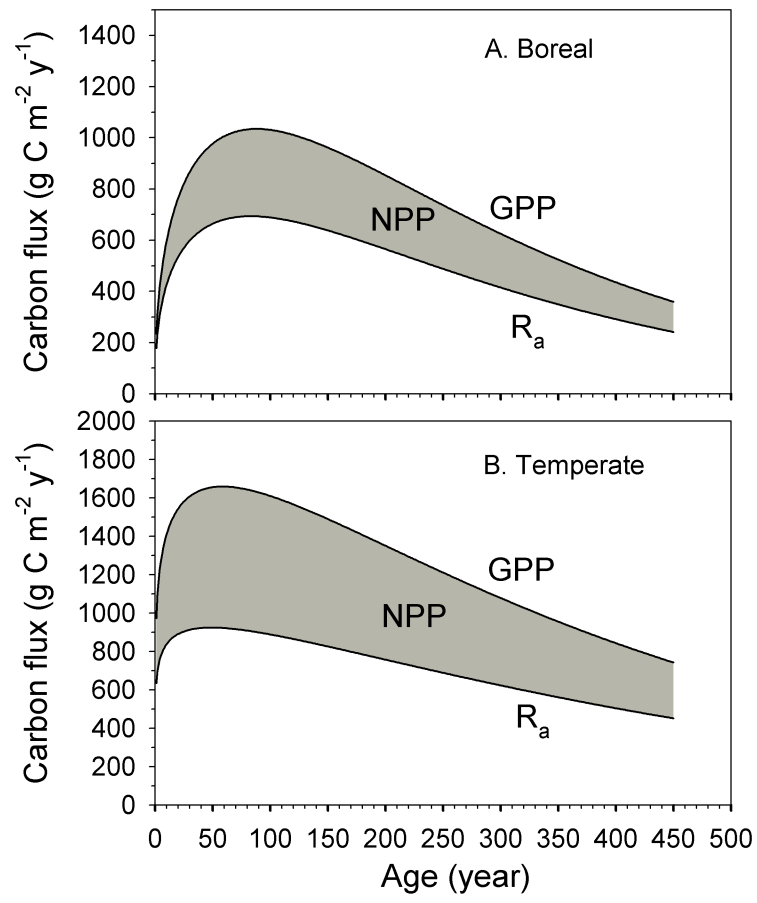 A. Boreal
Carbon flux (g C m-2 y-1)
1400
1200
1000
800
600
400
200
0
NPP
GPP
Ra
B. Temperate
Carbon flux (g C m-2 y-1)
2000
1800
1600
1400
1200
1000
800
600
400
200
0
GPP
NPP
Ra
0 50 100 150 200 250 300 350 400 450 500
Age (year)